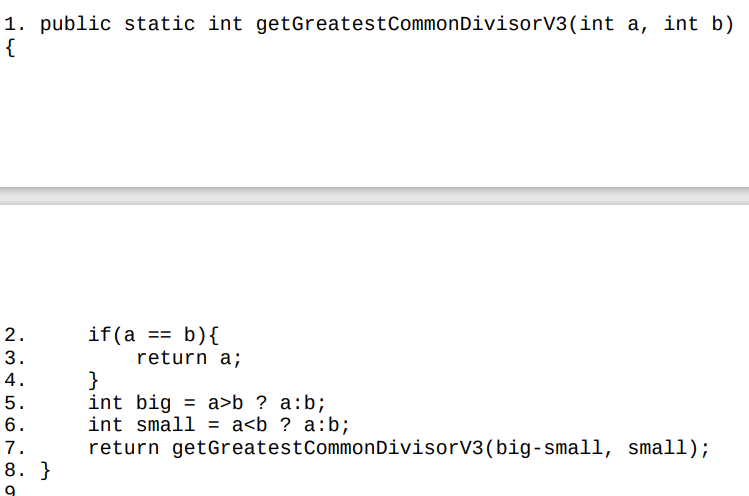 1. public static int getGreatestCommonDivisorV3(int a, int b)
{
2.     if(a == b){
3.         return a;
4.     }
5.     int big = a>b ? a:b;
6.     int small = a<b ? a:b;
7.     return getGreatestCommonDivisorV3(big-small, small);
8. }
9